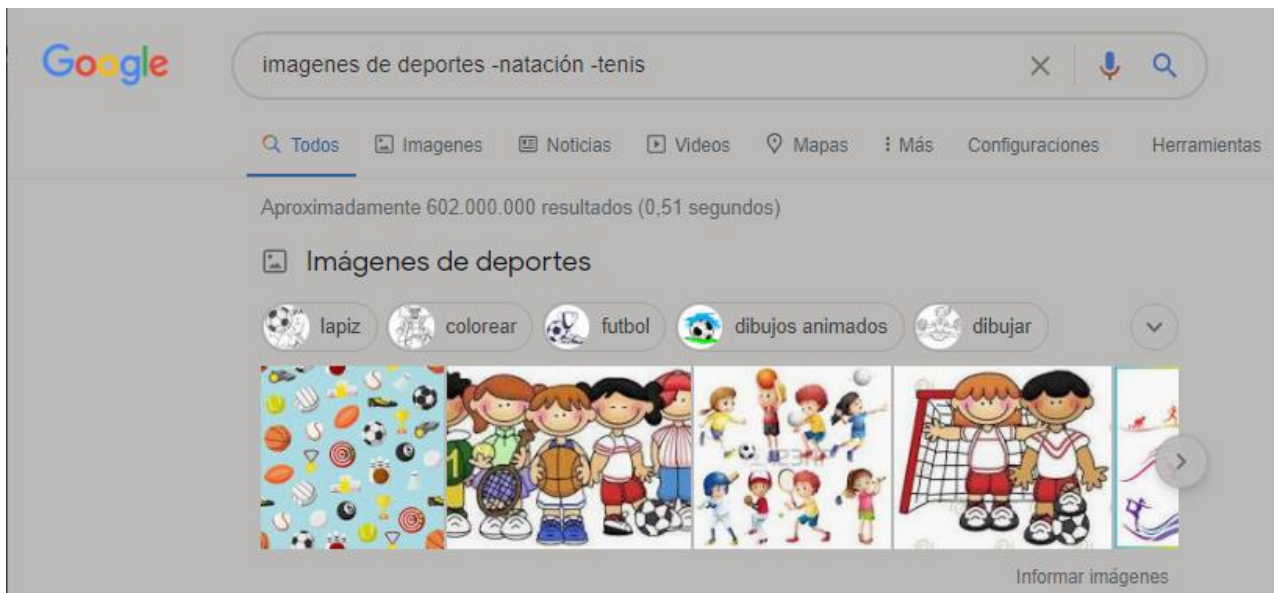 Google
imagenes de deportes -natación -tenis
Todos Imagenes Noticias Videos Mapas Más Configuraciones Herramientas
Aproximadamente 602.000.000 resultados (0,51 segundos)
Imágenes de deportes
lapiz colorear futbol dibujos animados dibujar
1
Informar imágenes